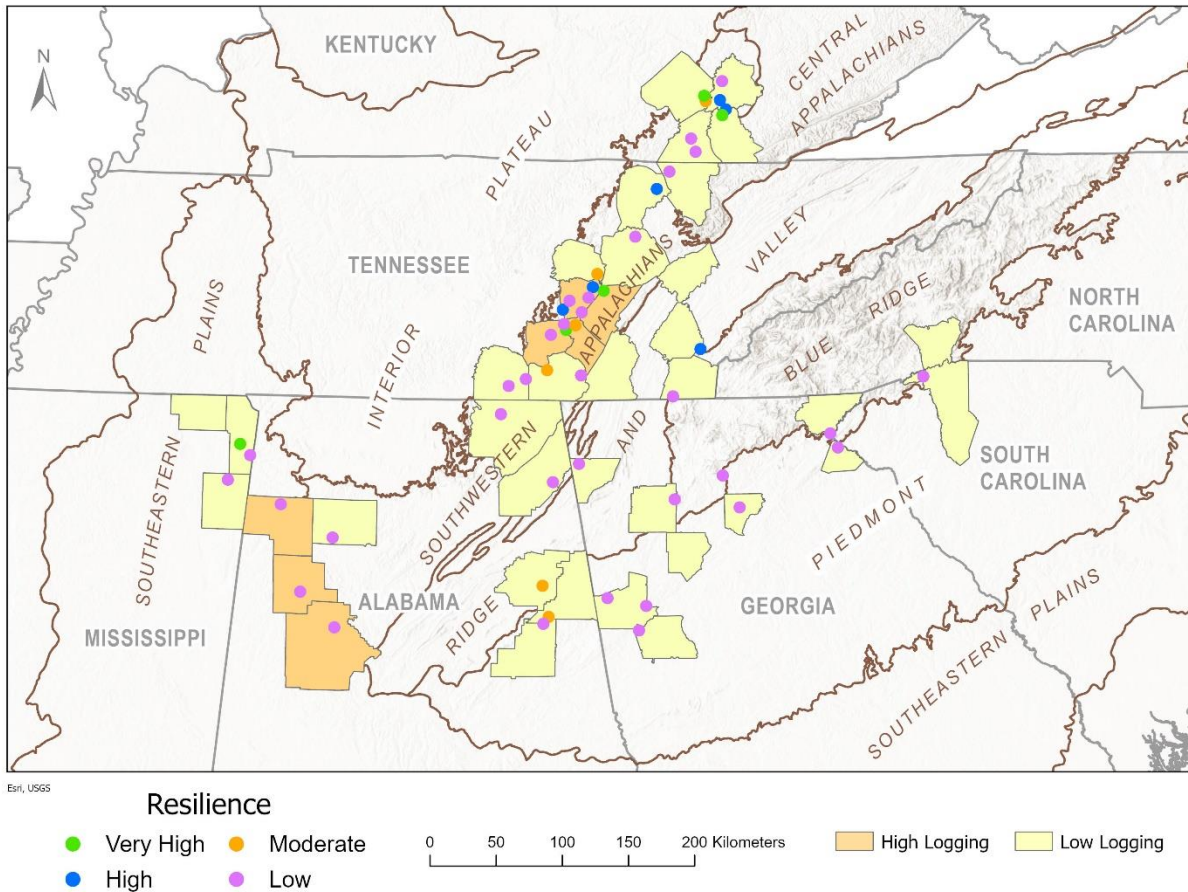 KENTUCKY
CENTRAL
APPALACHIANS
N
PLATEAU
TENNESSEE
VALLEY
APPALACHIANS
RIDGE
BLUE
NORTH
CAROLINA
PLAINS
INTERIOR
AND
SOUTHEASTERN
SOUTHWESTERN
SOUTH
CAROLINA
PIEDMONT
MISSISSIPPI
ALABAMA
RIDGE
GEORGIA
SOUTHEASTERN PLAINS
Esri, USGS
Resilience
Very High
Moderate
High
Low
0 50 100 150 200 Kilometers
High Logging
Low Logging